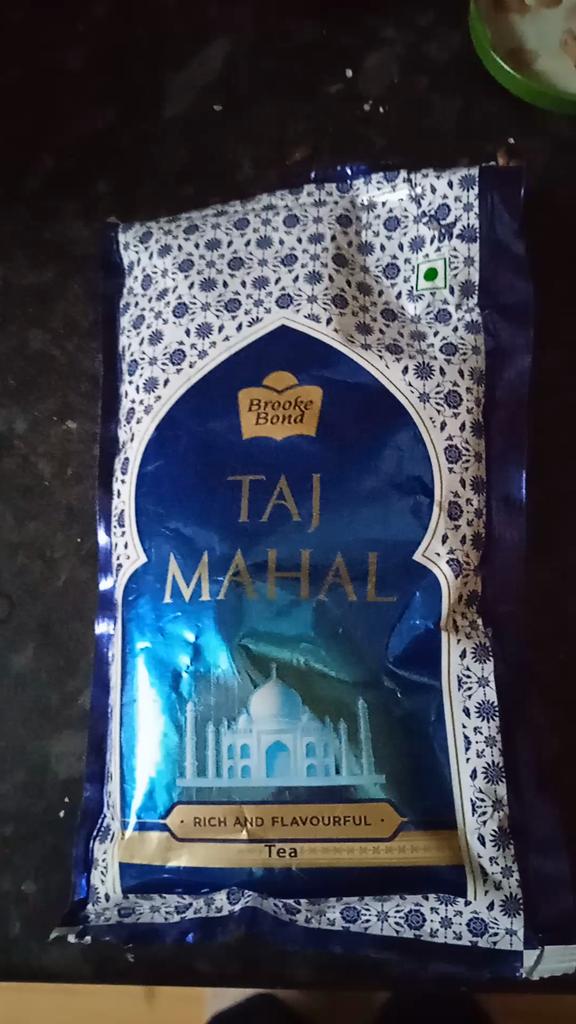 Brooke
Bond
TAJ
MAHAL
· RICH AND FLAVOURFUL ·
Tea